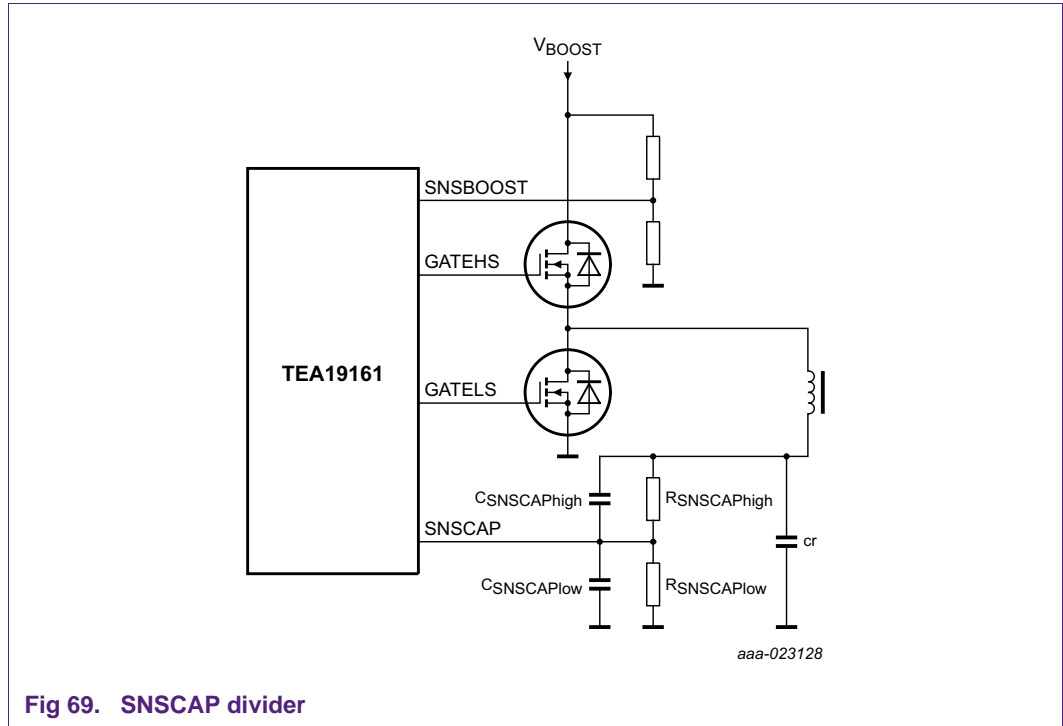 VBOOST
SNSBOOST
GATEHS
TEA19161
GATELS
CSNSCAPhigh
RSNSCAPhigh
SNSCAP
cr
CSNSCAPlow
RSNSCAPlow
aaa-023128
Fig 69. SNSCAP divider